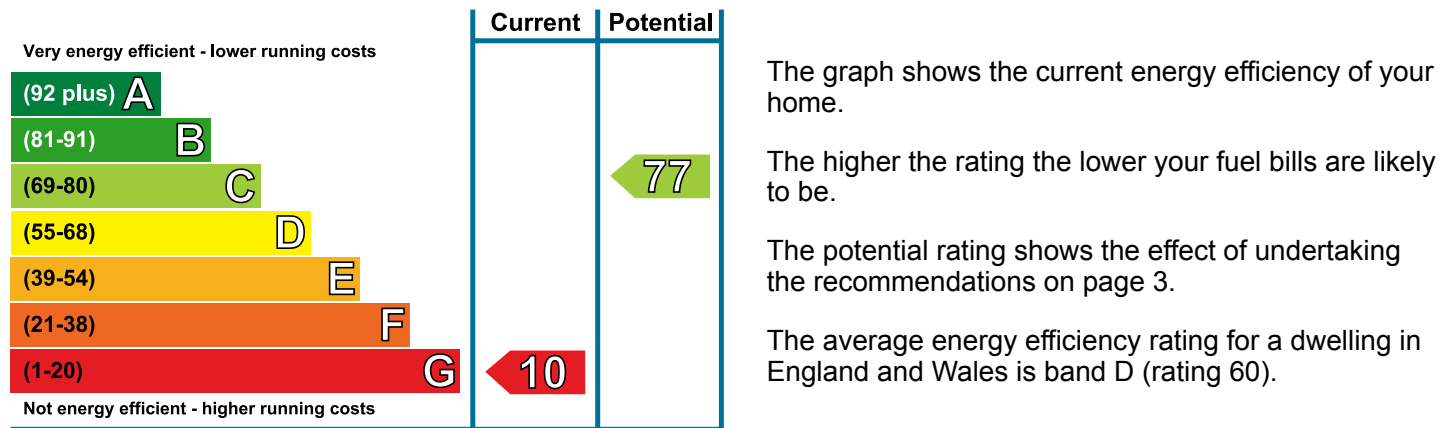 Current Potential
Very energy efficient - lower running costs
(92 plus) A
(81-91) B
(69-80) C
77
(55-68) D
(39-54) E
(21-38) F
(1-20) G
10
Not energy efficient - higher running costs
The graph shows the current energy efficiency of your
home.
The higher the rating the lower your fuel bills are likely
to be.
The potential rating shows the effect of undertaking
the recommendations on page 3.
The average energy efficiency rating for a dwelling in
England and Wales is band D (rating 60).